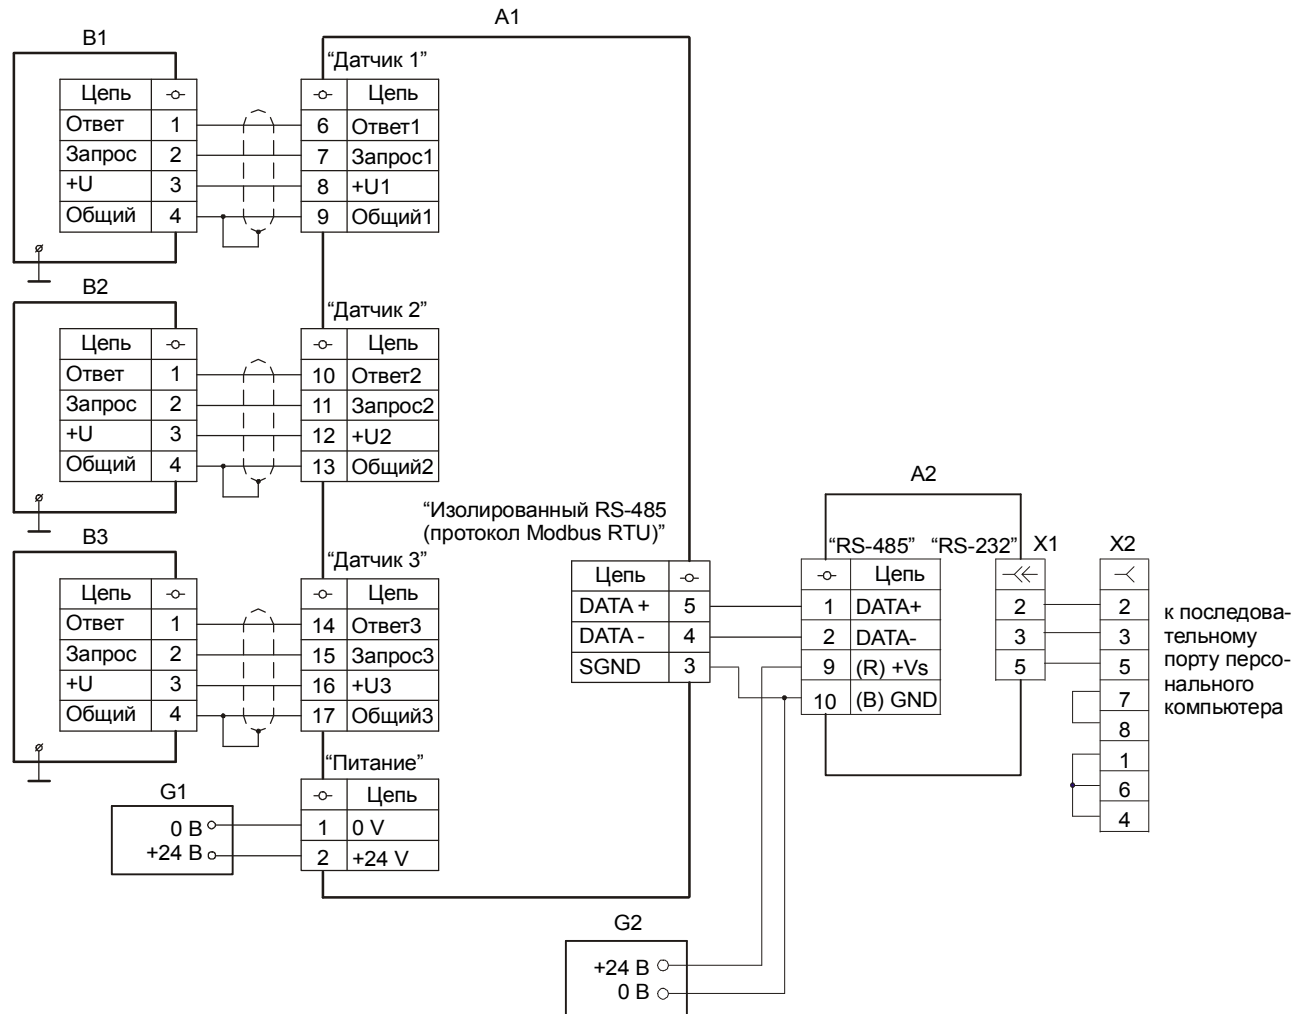 A1
B1
“Датчик 1”
Цепь
Ответ 1
Запрос 2
+U 3
Общий 4
Цепь
6 Ответ1
7 Запрос1
8 +U1
9 Общий1
B2
“Датчик 2”
Цепь
Ответ 1
Запрос 2
+U 3
Общий 4
Цепь
10 Ответ2
11 Запрос2
12 +U2
13 Общий2
B3
“Датчик 3”
Цепь
Ответ 1
Запрос 2
+U 3
Общий 4
Цепь
14 Ответ3
15 Запрос3
16 +U3
17 Общий3
“Питание”
Цепь
1 0 V
2 +24 V
G1
0 В
+24 В
“Изолированный RS-485
(протокол Modbus RTU)”
Цепь
DATA + 5
DATA - 4
SGND 3
A2
“RS-485” “RS-232” X1
Цепь
1 DATA+
2 DATA-
9 (R) +Vs
10 (B) GND
2
3
5
X2
2
3
5
7
8
1
6
4
к последова-
тельному
порту персо-
нального
компьютера
G2
+24 В
0 В